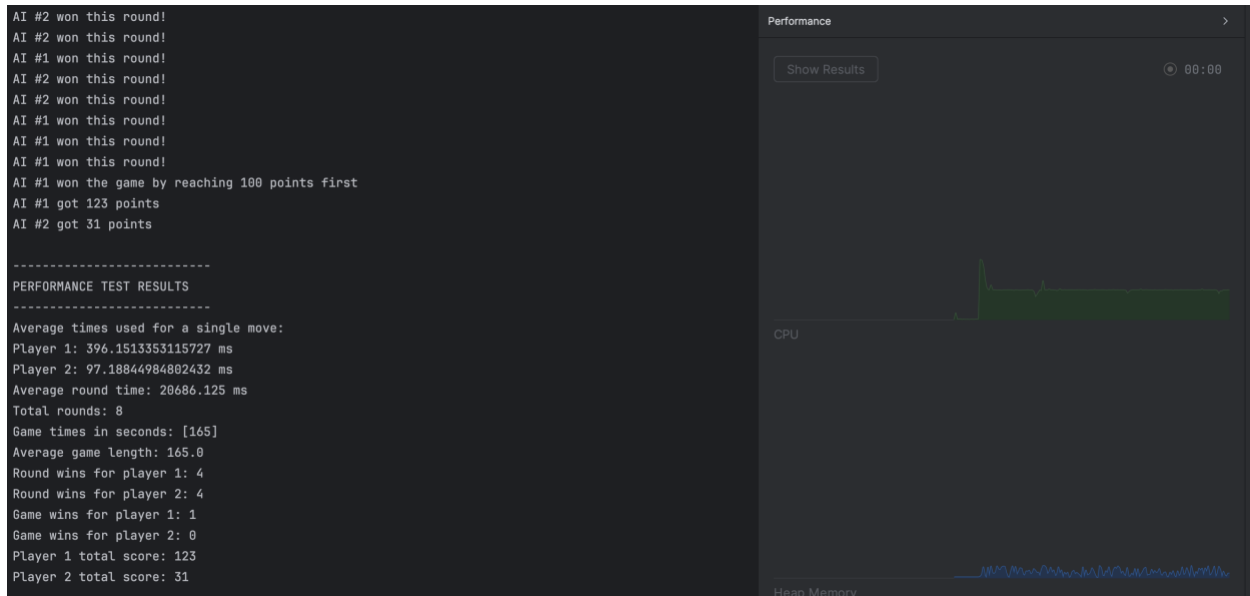 AI #2 won this round!
AI #2 won this round!
AI #1 won this round!
AI #2 won this round!
AI #2 won this round!
AI #1 won this round!
AI #1 won this round!
AI #1 won this round!
AI #1 won the game by reaching 100 points first
AI #1 got 123 points
AI #2 got 31 points
---------------------------
PERFORMANCE TEST RESULTS
---------------------------
Average times used for a single move:
Player 1: 396.1513353115727 ms
Player 2: 97.18844984802432 ms
Average round time: 20686.125 ms
Total rounds: 8
Game times in seconds: [165]
Average game length: 165.0
Round wins for player 1: 4
Round wins for player 2: 4
Game wins for player 1: 1
Game wins for player 2: 0
Player 1 total score: 123
Player 2 total score: 31
Performance
Show Results
00:00
CPU
Heap Memory